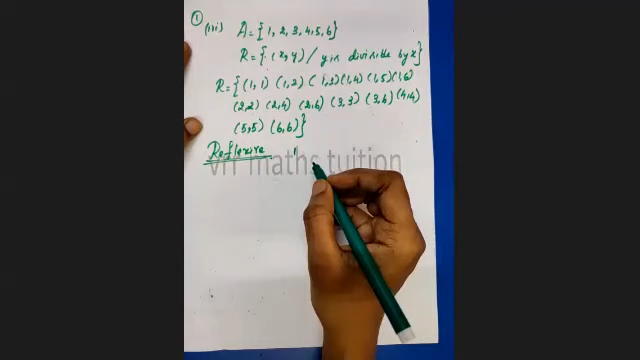 ① (iii) A = {1, 2, 3, 4, 5, 6}
R = {(x, y) / y is divisible by x}
R = {(1, 1) (1, 2) (1, 3) (1, 4) (1, 5) (1, 6)
(2, 2) (2, 4) (2, 6) (3, 3) (3, 6) (4, 4)
(5, 5) (6, 6)}
Reflexive
VH maths tuition